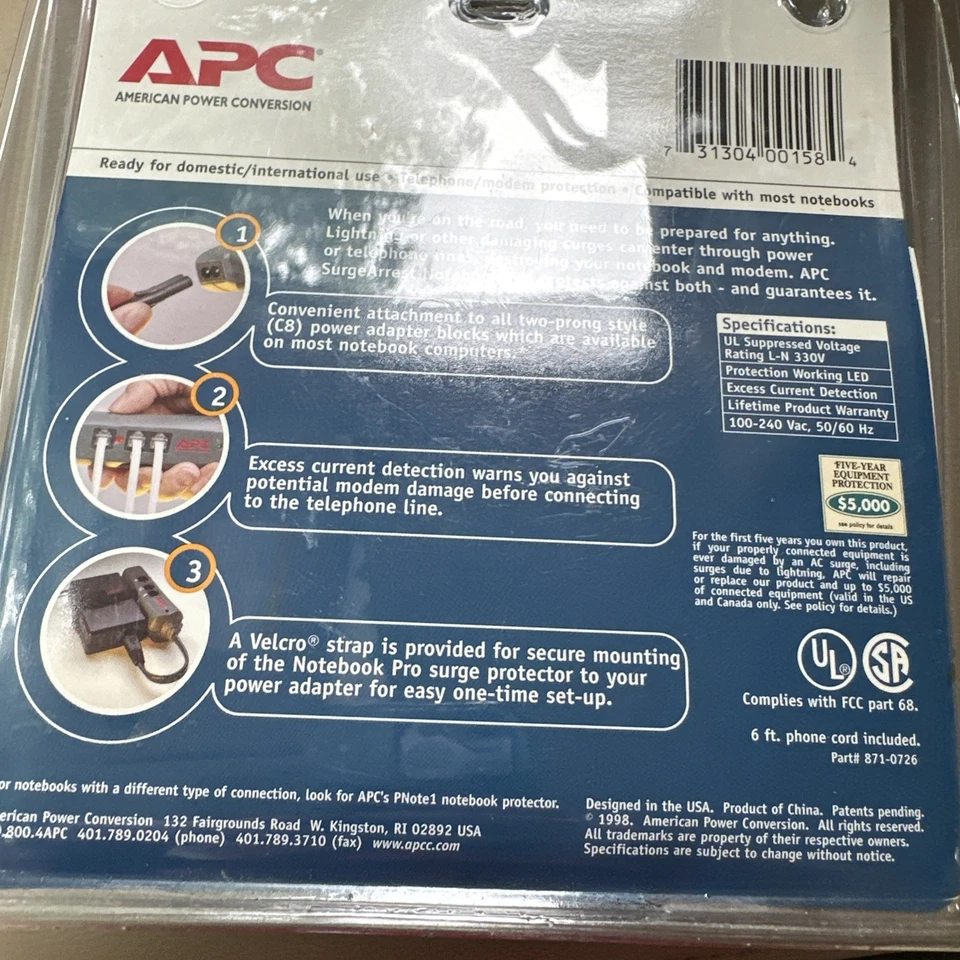 APC®
AMERICAN POWER CONVERSION
7 31304 00158 4
Ready for domestic/international use • Telephone/modem protection • Compatible with most notebooks
When you're on the road, you need to be prepared for anything.
Lightning or other damaging surges can enter through power
or telephone lines, destroying your notebook and modem. APC
SurgeArrest Notebook protects against both - and guarantees it.
1
Convenient attachment to all two-prong style
(C8) power adapter blocks which are available
on most notebook computers.*
2
APC
Excess current detection warns you against
potential modem damage before connecting
to the telephone line.
3
A Velcro® strap is provided for secure mounting
of the Notebook Pro surge protector to your
power adapter for easy one-time set-up.
Specifications:
UL Suppressed Voltage
Rating L-N 330V
Protection Working LED
Excess Current Detection
Lifetime Product Warranty
100-240 Vac, 50/60 Hz
FIVE-YEAR
EQUIPMENT
PROTECTION
$5,000
see policy for details
For the first five years you own this product,
if your properly connected equipment is
ever damaged by an AC surge, including
surges due to lightning, APC will repair
or replace our product and up to $5,000
of connected equipment (valid in the US
and Canada only. See policy for details.)
UL® SA
Complies with FCC part 68.
6 ft. phone cord included.
Part# 871-0726
or notebooks with a different type of connection, look for APC's PNote1 notebook protector.
erican Power Conversion 132 Fairgrounds Road W. Kingston, RI 02892 USA
.800.4APC 401.789.0204 (phone) 401.789.3710 (fax) www.apcc.com
Designed in the USA. Product of China. Patents pending.
© 1998. American Power Conversion. All rights reserved.
All trademarks are property of their respective owners.
Specifications are subject to change without notice.